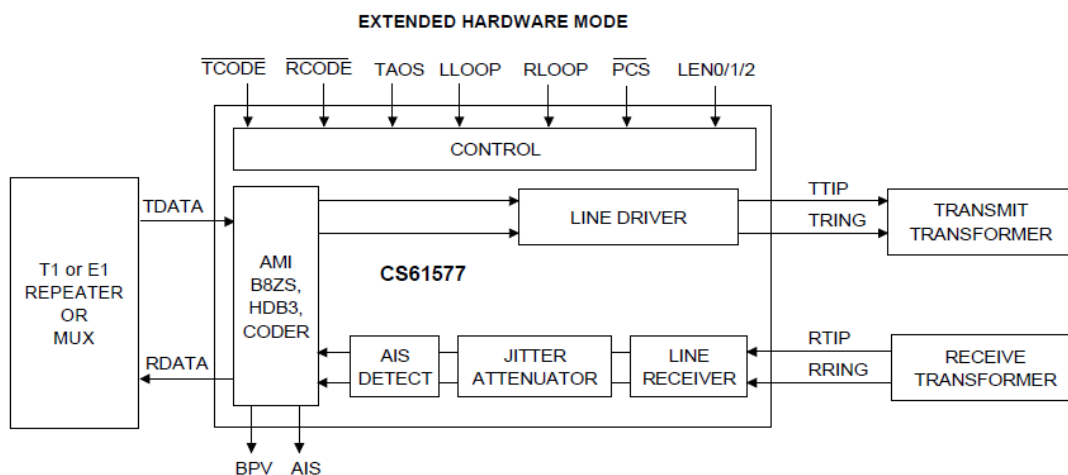 EXTENDED HARDWARE MODE
TCODE RCODE TAOS LLOOP RLOOP PCS LEN0/1/2
CONTROL
TDATA
LINE DRIVER
TTIP
TRING
TRANSMIT
TRANSFORMER
T1 or E1
REPEATER
OR
MUX
AMI
B8ZS,
HDB3,
CODER
CS61577
RDATA
AIS
DETECT
JITTER
ATTENUATOR
LINE
RECEIVER
RTIP
RRING
RECEIVE
TRANSFORMER
BPV AIS